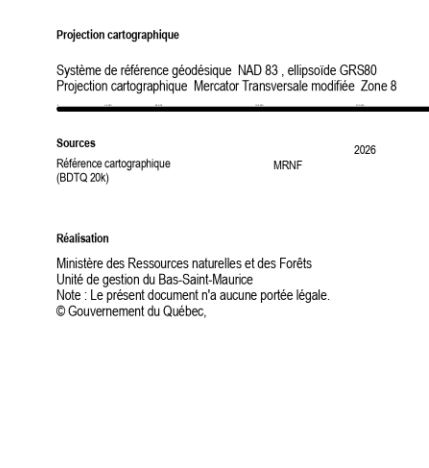 Projection cartographique
Système de référence géodésique NAD 83 , ellipsoïde GRS80
Projection cartographique Mercator Transversale modifiée Zone 8
Sources
2026
Référence cartographique
(BDTQ 20k)
MRNF
Réalisation
Ministère des Ressources naturelles et des Forêts
Unité de gestion du Bas-Saint-Maurice
Note : Le présent document n'a aucune portée légale.
© Gouvernement du Québec,